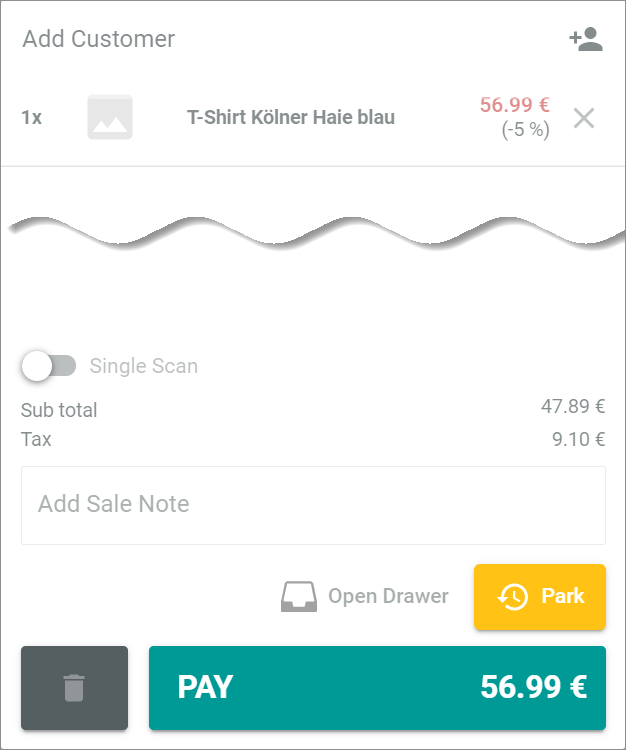 Add Customer
1x T-Shirt Kölner Haie blau 56.99 €
(-5 %)
Single Scan
Sub total 47.89 €
Tax 9.10 €
Add Sale Note
Open Drawer Park
PAY 56.99 €